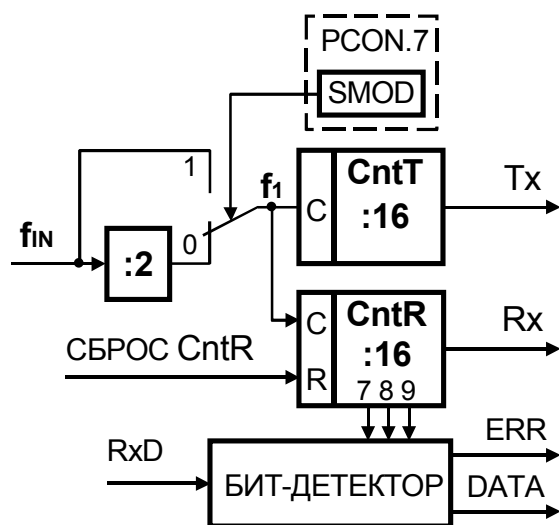 PCON.7
SMOD
1
0
fIN
:2
f1
C
CntT
:16
Tx
C
R
CntR
:16
7 8 9
Rx
СБРОС CntR
RxD
БИТ-ДЕТЕКТОР
ERR
DATA